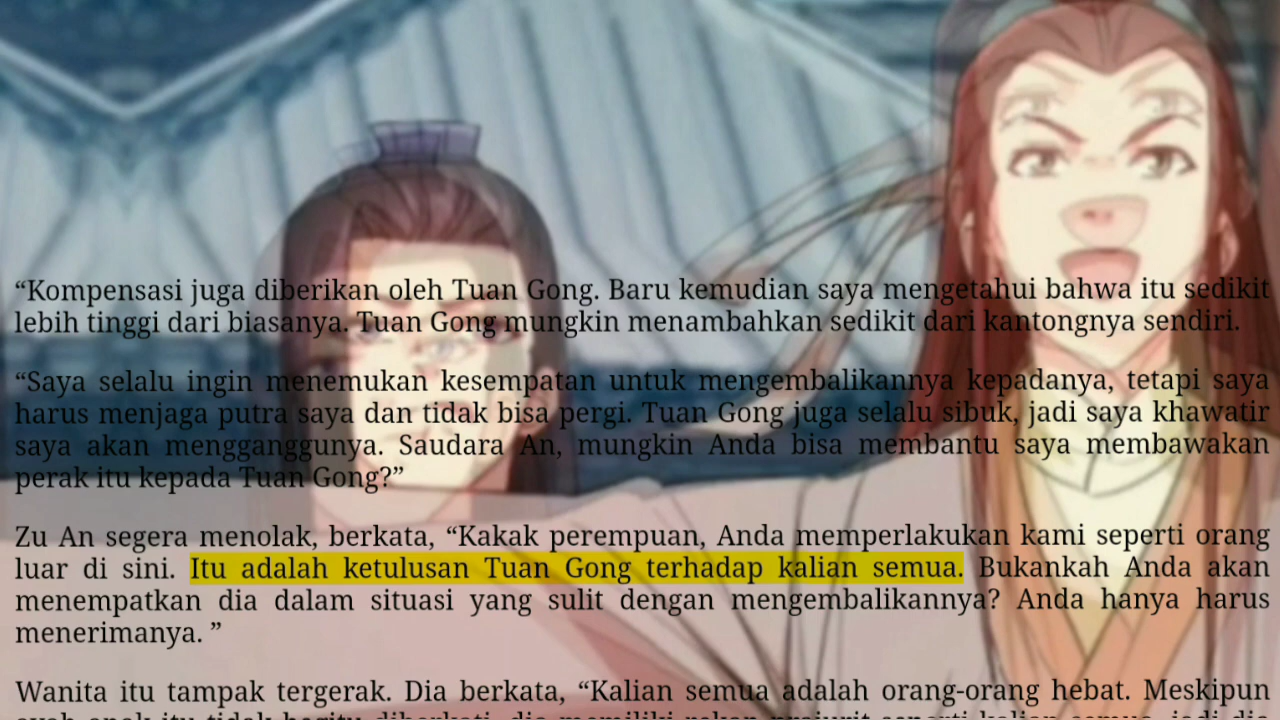 “Kompensasi juga diberikan oleh Tuan Gong. Baru kemudian saya mengetahui bahwa itu sedikit
lebih tinggi dari biasanya. Tuan Gong mungkin menambahkan sedikit dari kantongnya sendiri.
“Saya selalu ingin menemukan kesempatan untuk mengembalikannya kepadanya, tetapi saya
harus menjaga putra saya dan tidak bisa pergi. Tuan Gong juga selalu sibuk, jadi saya khawatir
saya akan mengganggunya. Saudara An, mungkin Anda bisa membantu saya membawakan
perak itu kepada Tuan Gong?”
Zu An segera menolak, berkata, “Kakak perempuan, Anda memperlakukan kami seperti orang
luar di sini. Itu adalah ketulusan Tuan Gong terhadap kalian semua. Bukankah Anda akan
menempatkan dia dalam situasi yang sulit dengan mengembalikannya? Anda hanya harus
menerimanya. ”
Wanita itu tampak tergerak. Dia berkata, “Kalian semua adalah orang-orang hebat. Meskipun